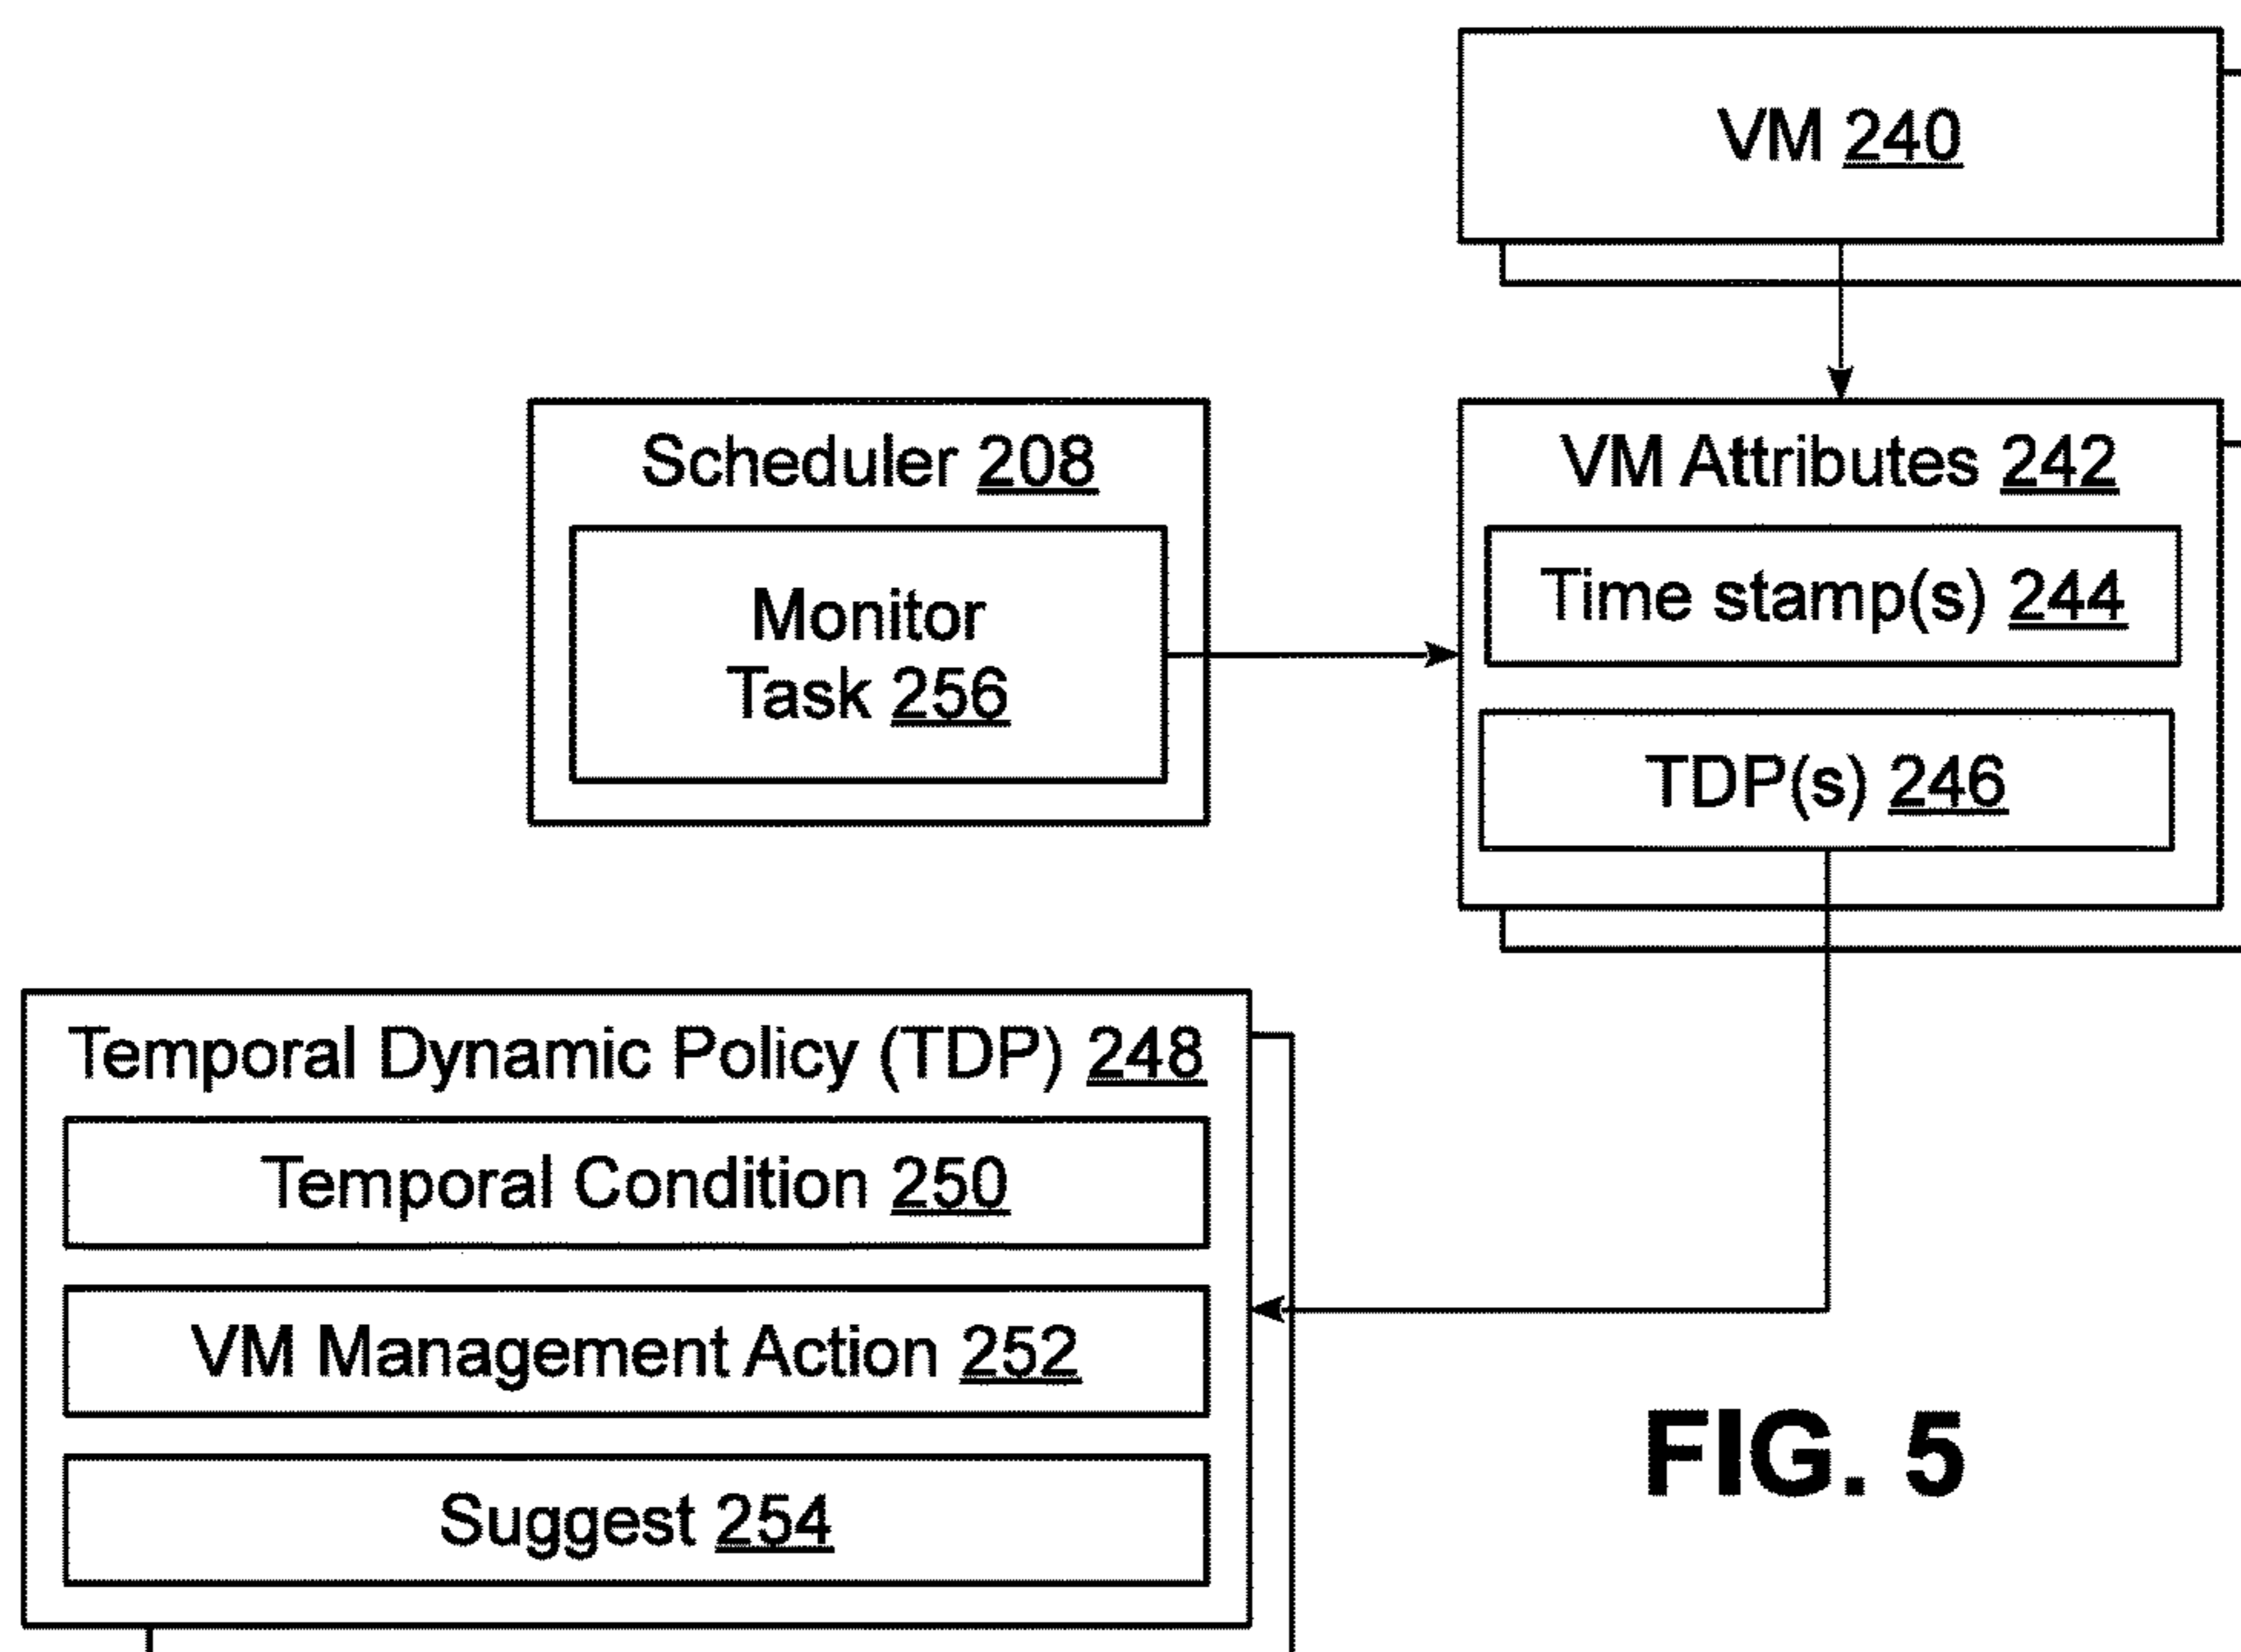 VM 240
Scheduler 208
Monitor
Task 256
VM Attributes 242
Time stamp(s) 244
TDP(s) 246
Temporal Dynamic Policy (TDP) 248
Temporal Condition 250
VM Management Action 252
Suggest 254
FIG. 5